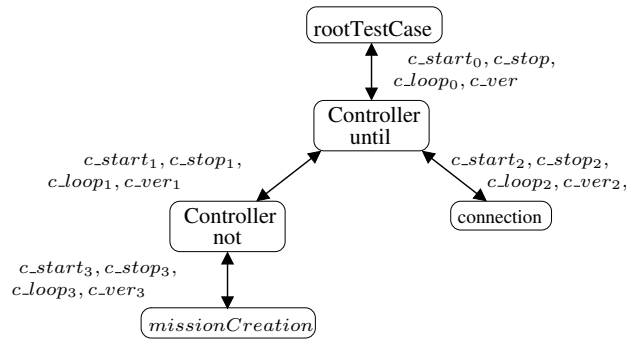 rootTestCase
c_start₀, c_stop,
c_loop₀, c_ver
Controller
until
c_start₁, c_stop₁,
c_loop₁, c_ver₁
c_start₂, c_stop₂,
c_loop₂, c_ver₂,
Controller
not
connection
c_start₃, c_stop₃,
c_loop₃, c_ver₃
missionCreation